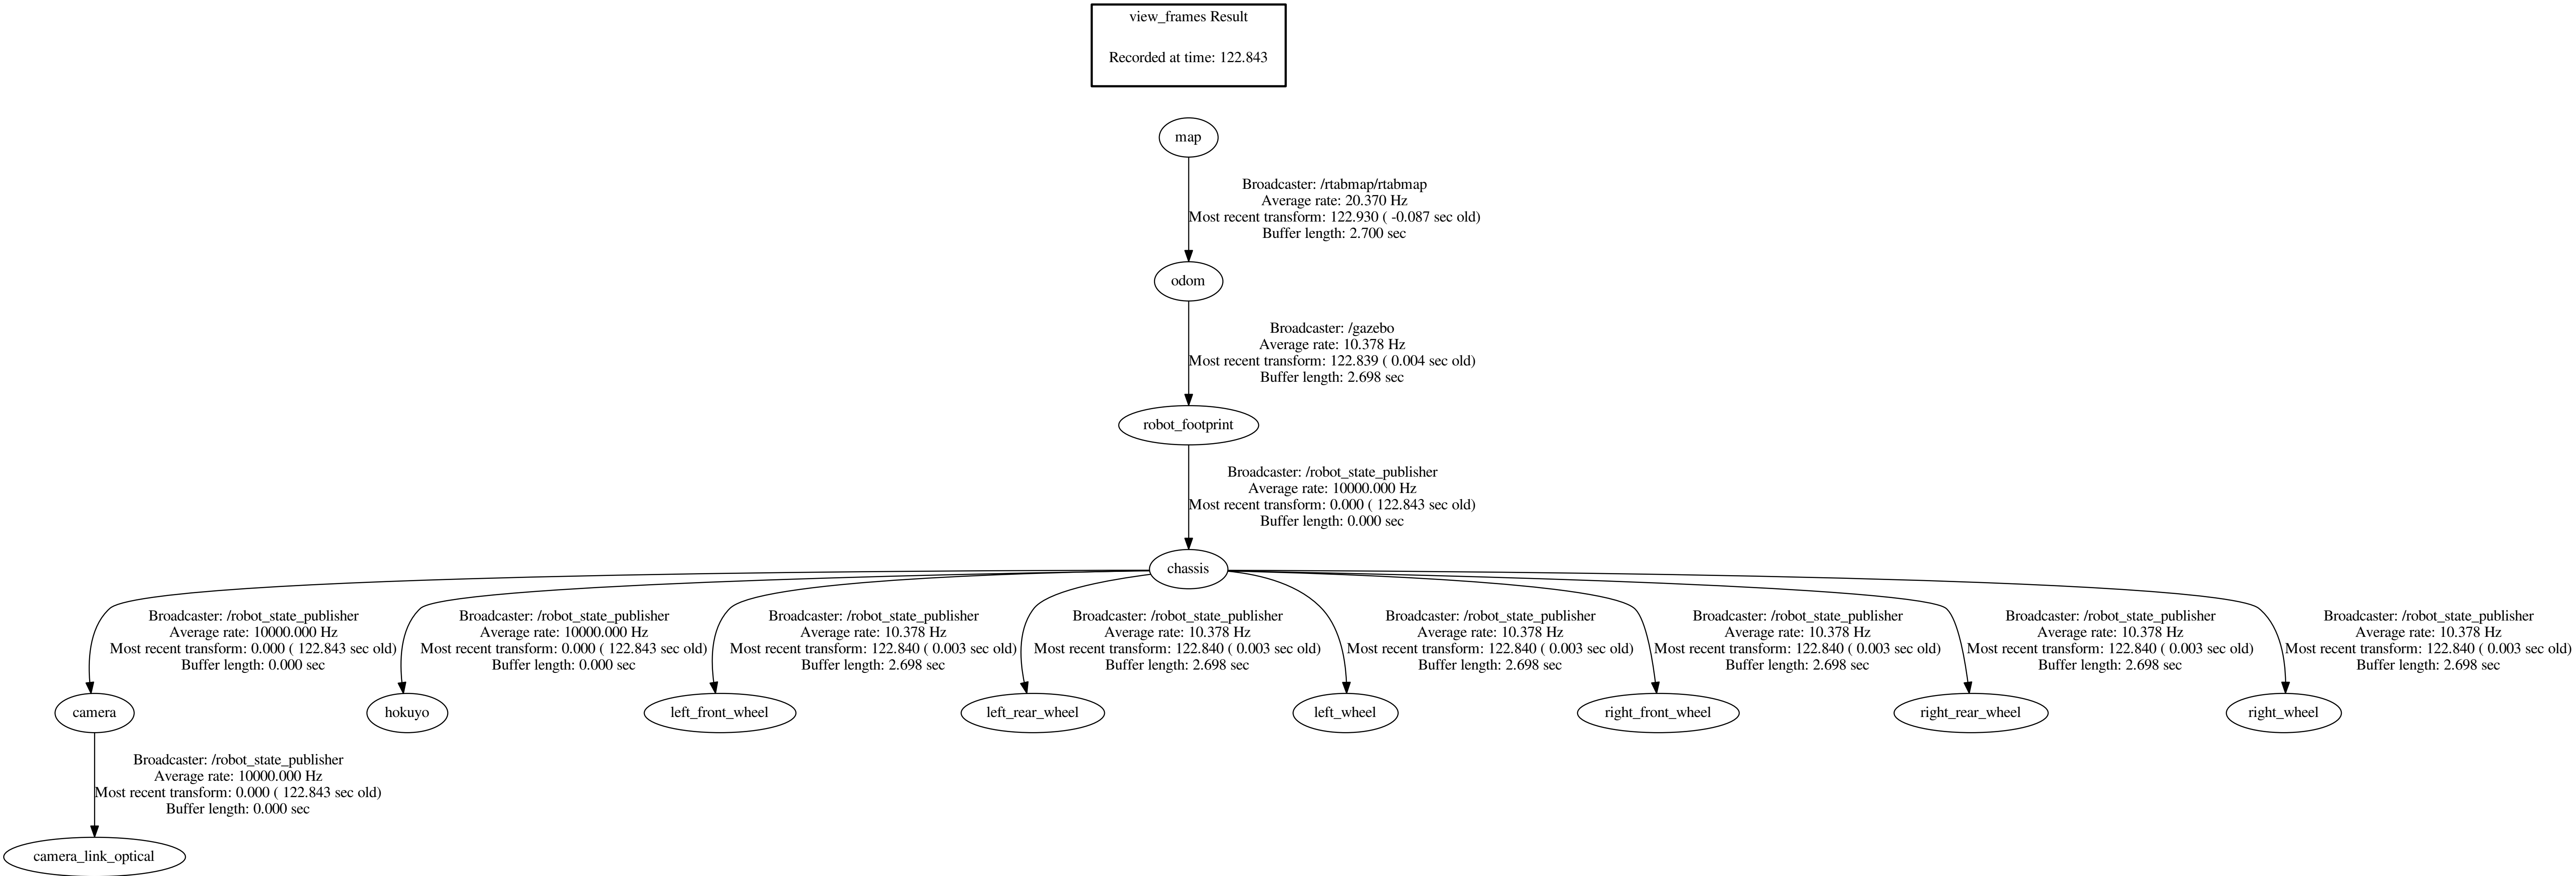 view_frames Result
Recorded at time: 122.843
map
Broadcaster: /rtabmap/rtabmap
Average rate: 20.370 Hz
Most recent transform: 122.930 ( -0.087 sec old)
Buffer length: 2.700 sec
odom
Broadcaster: /gazebo
Average rate: 10.378 Hz
Most recent transform: 122.839 ( 0.004 sec old)
Buffer length: 2.698 sec
robot_footprint
Broadcaster: /robot_state_publisher
Average rate: 10000.000 Hz
Most recent transform: 0.000 ( 122.843 sec old)
Buffer length: 0.000 sec
chassis
Broadcaster: /robot_state_publisher
Average rate: 10000.000 Hz
Most recent transform: 0.000 ( 122.843 sec old)
Buffer length: 0.000 sec
Broadcaster: /robot_state_publisher
Average rate: 10000.000 Hz
Most recent transform: 0.000 ( 122.843 sec old)
Buffer length: 0.000 sec
Broadcaster: /robot_state_publisher
Average rate: 10.378 Hz
Most recent transform: 122.840 ( 0.003 sec old)
Buffer length: 2.698 sec
Broadcaster: /robot_state_publisher
Average rate: 10.378 Hz
Most recent transform: 122.840 ( 0.003 sec old)
Buffer length: 2.698 sec
Broadcaster: /robot_state_publisher
Average rate: 10.378 Hz
Most recent transform: 122.840 ( 0.003 sec old)
Buffer length: 2.698 sec
Broadcaster: /robot_state_publisher
Average rate: 10.378 Hz
Most recent transform: 122.840 ( 0.003 sec old)
Buffer length: 2.698 sec
Broadcaster: /robot_state_publisher
Average rate: 10.378 Hz
Most recent transform: 122.840 ( 0.003 sec old)
Buffer length: 2.698 sec
Broadcaster: /robot_state_publisher
Average rate: 10.378 Hz
Most recent transform: 122.840 ( 0.003 sec old)
Buffer length: 2.698 sec
camera
hokuyo
left_front_wheel
left_rear_wheel
left_wheel
right_front_wheel
right_rear_wheel
right_wheel
Broadcaster: /robot_state_publisher
Average rate: 10000.000 Hz
Most recent transform: 0.000 ( 122.843 sec old)
Buffer length: 0.000 sec
camera_link_optical